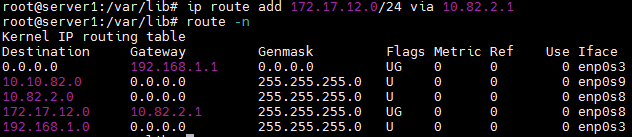 root@server1:/var/lib# ip route add 172.17.12.0/24 via 10.82.2.1
root@server1:/var/lib# route -n
Kernel IP routing table
Destination     Gateway         Genmask         Flags Metric Ref    Use Iface
0.0.0.0         192.168.1.1     0.0.0.0         UG    0      0        0 enp0s3
10.10.82.0      0.0.0.0         255.255.255.0   U     0      0        0 enp0s9
10.82.2.0       0.0.0.0         255.255.255.0   U     0      0        0 enp0s8
172.17.12.0     10.82.2.1       255.255.255.0   UG    0      0        0 enp0s8
192.168.1.0     0.0.0.0         255.255.255.0   U     0      0        0 enp0s3